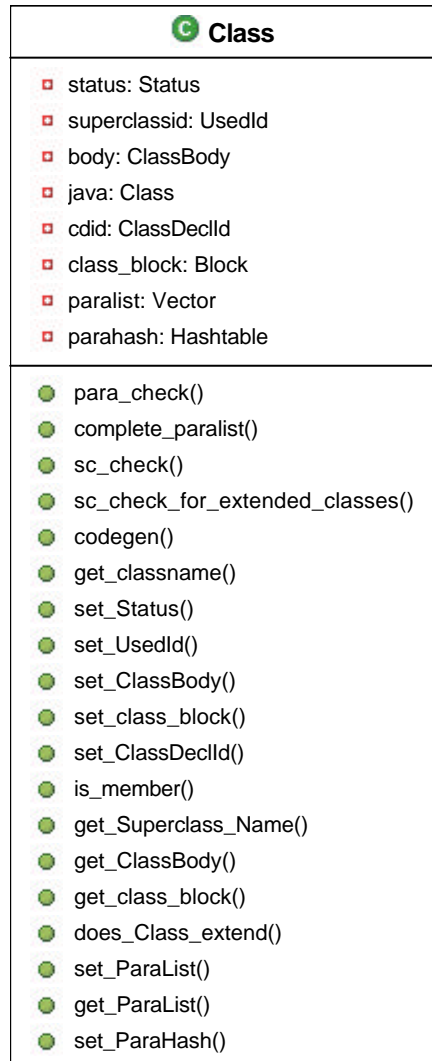 C Class
status: Status
superclassid: UsedId
body: ClassBody
java: Class
cdid: ClassDeclId
class_block: Block
paralist: Vector
parahash: Hashtable
para_check()
complete_paralist()
sc_check()
sc_check_for_extended_classes()
codegen()
get_classname()
set_Status()
set_UsedId()
set_ClassBody()
set_class_block()
set_ClassDeclId()
is_member()
get_Superclass_Name()
get_ClassBody()
get_class_block()
does_Class_extend()
set_ParaList()
get_ParaList()
set_ParaHash()